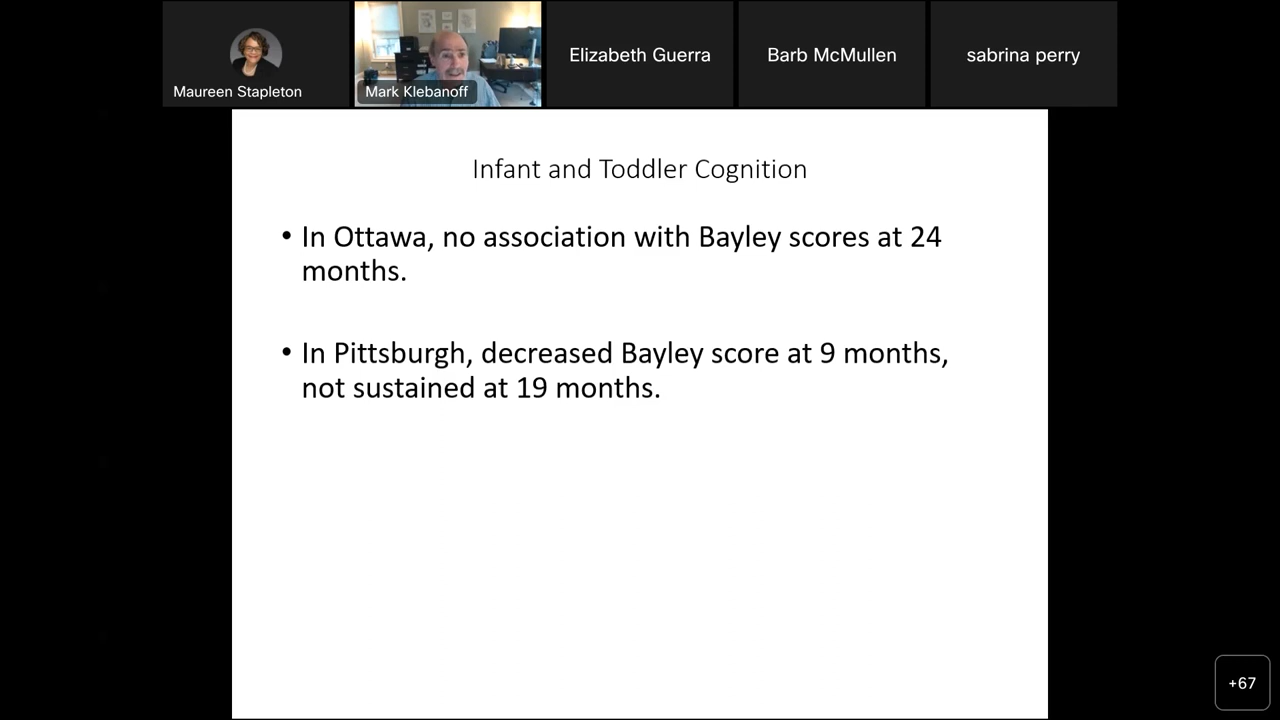 Maureen Stapleton
Mark Klebanoff
Elizabeth Guerra
Barb McMullen
sabrina perry
Infant and Toddler Cognition
• In Ottawa, no association with Bayley scores at 24
months.
• In Pittsburgh, decreased Bayley score at 9 months,
not sustained at 19 months.
+67